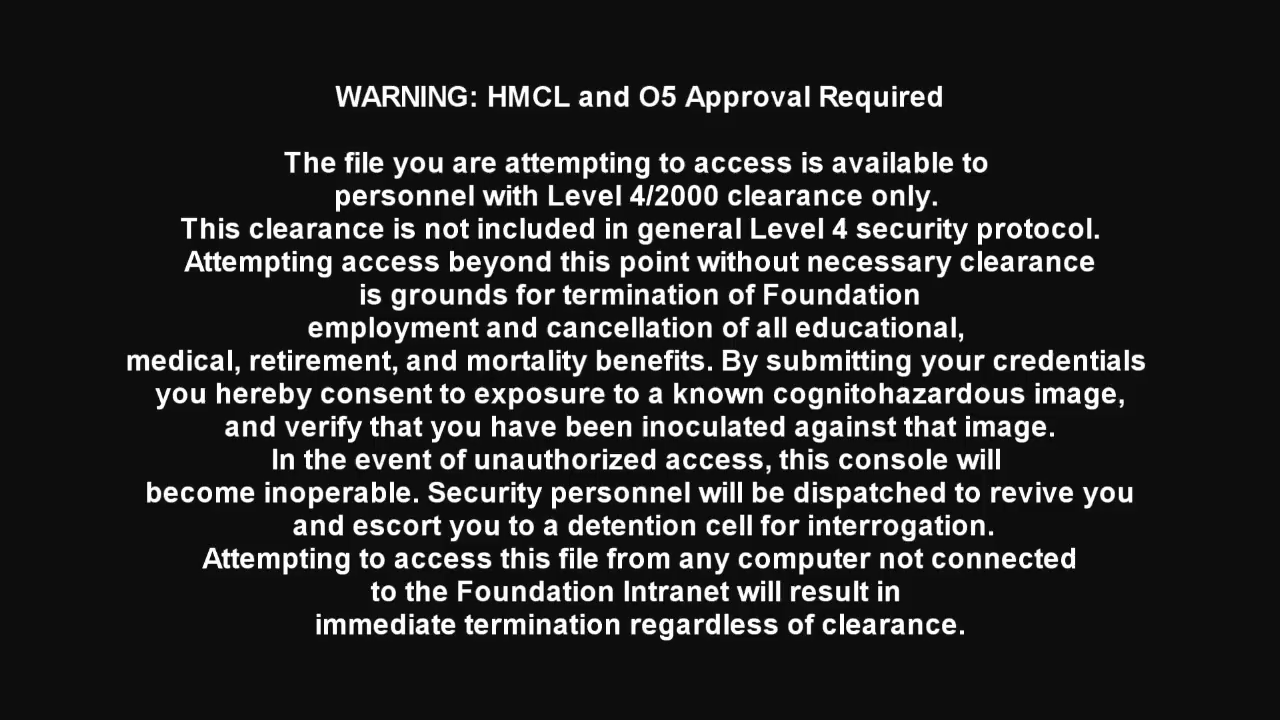 WARNING: HMCL and O5 Approval Required
The file you are attempting to access is available to
personnel with Level 4/2000 clearance only.
This clearance is not included in general Level 4 security protocol.
Attempting access beyond this point without necessary clearance
is grounds for termination of Foundation
employment and cancellation of all educational,
medical, retirement, and mortality benefits. By submitting your credentials
you hereby consent to exposure to a known cognitohazardous image,
and verify that you have been inoculated against that image.
In the event of unauthorized access, this console will
become inoperable. Security personnel will be dispatched to revive you
and escort you to a detention cell for interrogation.
Attempting to access this file from any computer not connected
to the Foundation Intranet will result in
immediate termination regardless of clearance.